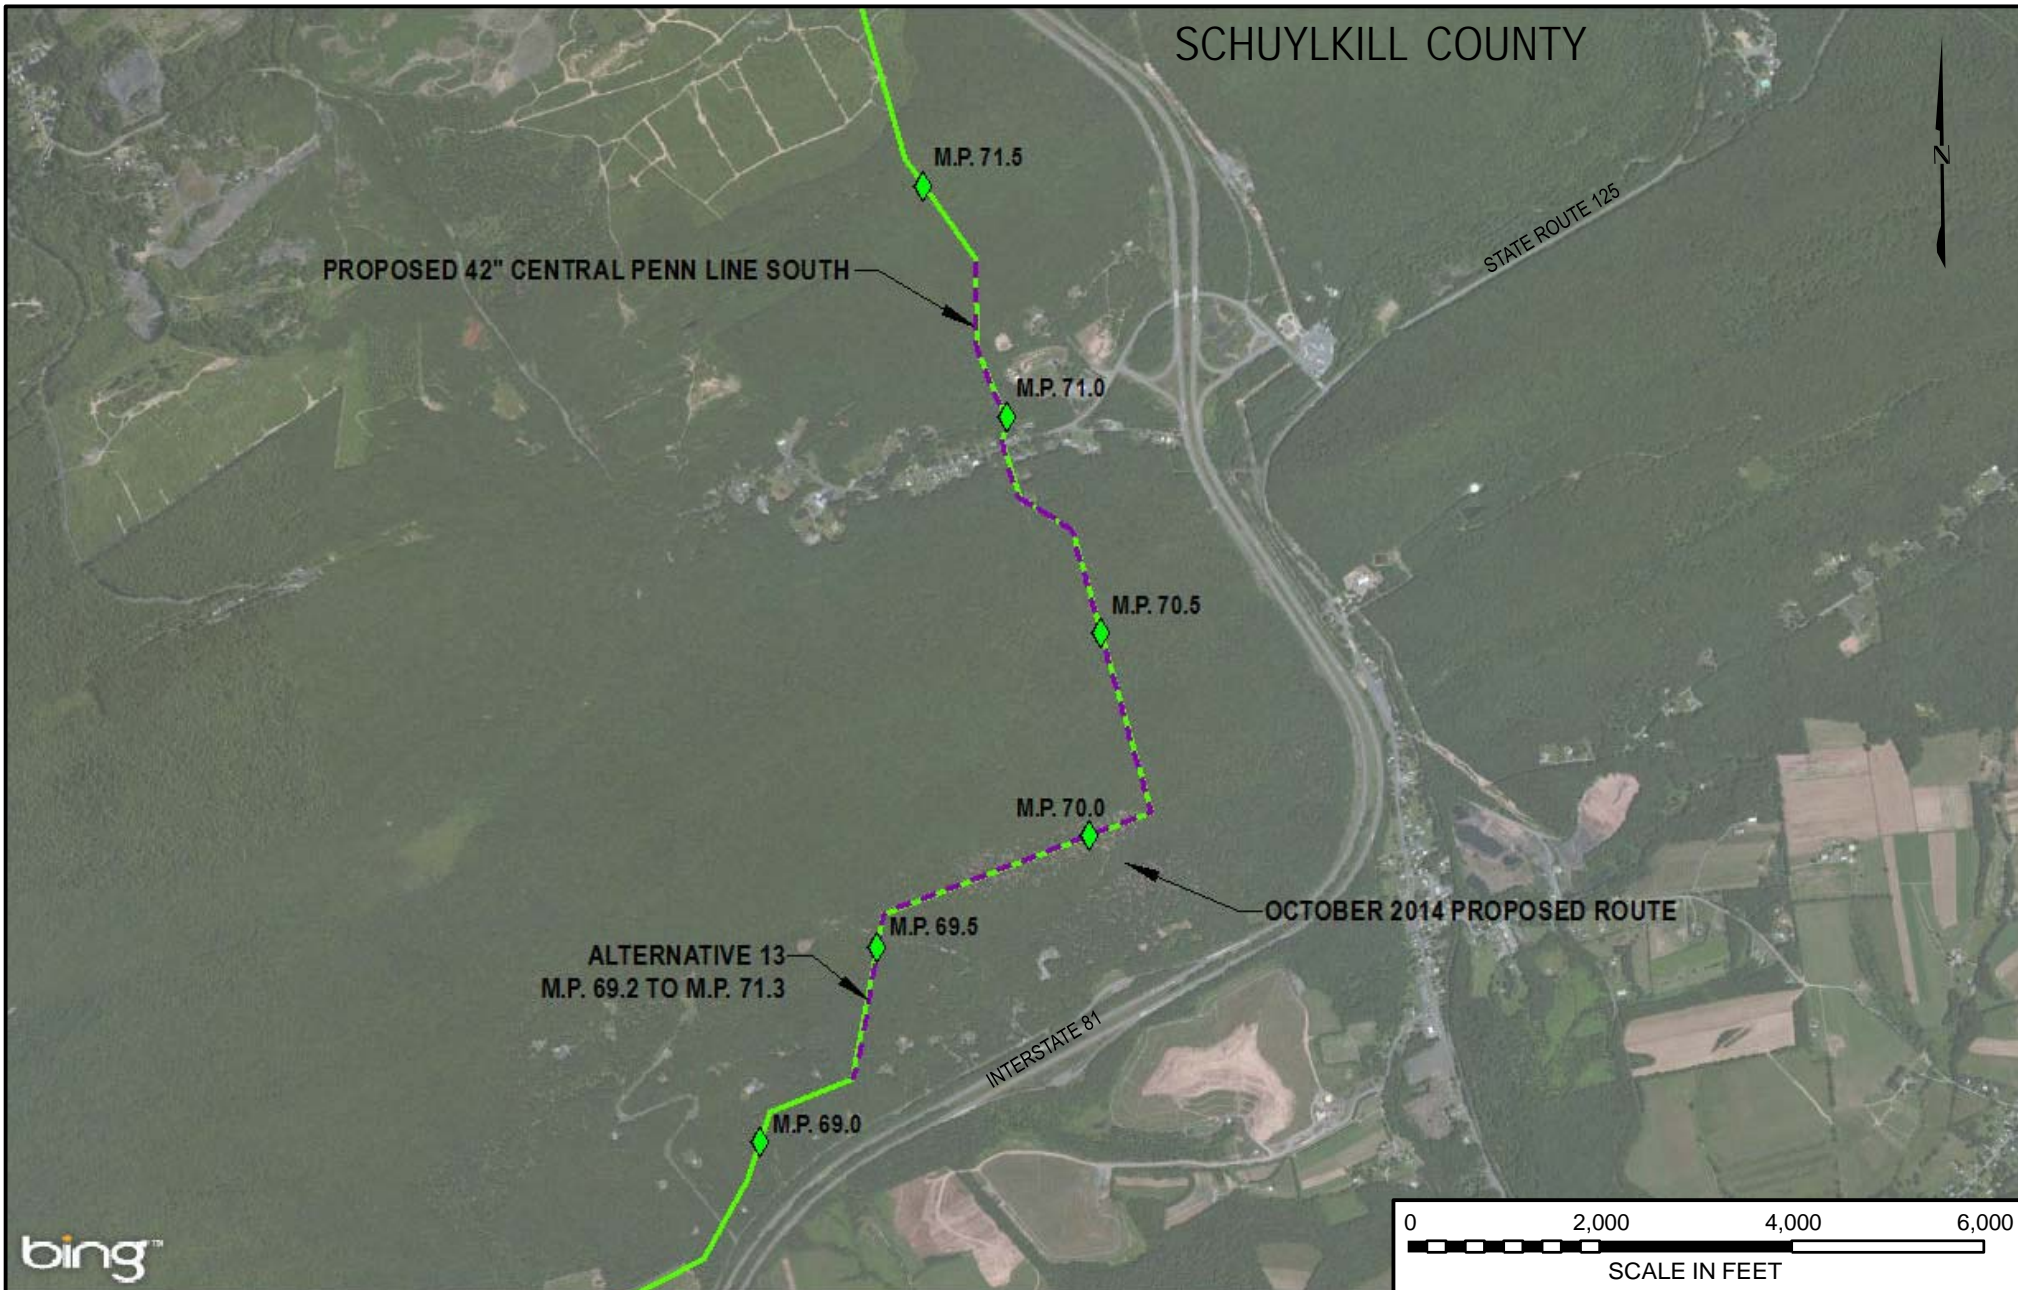 SCHUYLKILL COUNTY
N
M.P. 71.5
STATE ROUTE 125
PROPOSED 42" CENTRAL PENN LINE SOUTH
M.P. 71.0
M.P. 70.5
M.P. 70.0
OCTOBER 2014 PROPOSED ROUTE
M.P. 69.5
ALTERNATIVE 13
M.P. 69.2 TO M.P. 71.3
INTERSTATE 81
M.P. 69.0
0 2,000 4,000 6,000
SCALE IN FEET
bing™